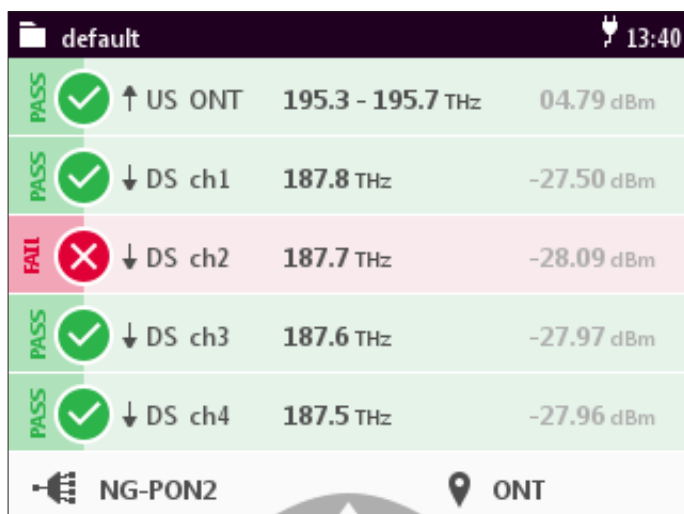 default 13:40
PASS US ONT 195.3 - 195.7 THz 04.79 dBm
PASS DS ch1 187.8 THz -27.50 dBm
FAIL DS ch2 187.7 THz -28.09 dBm
PASS DS ch3 187.6 THz -27.97 dBm
PASS DS ch4 187.5 THz -27.96 dBm
NG-PON2 ONT